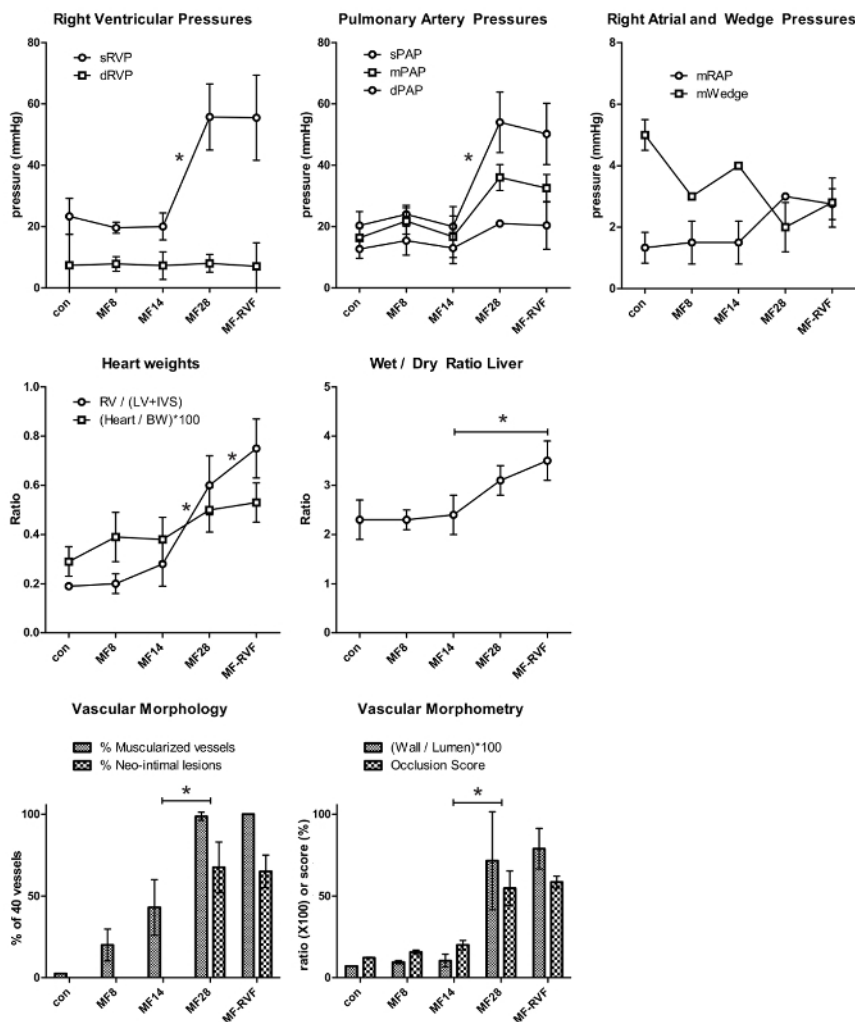 Right Ventricular Pressures
sRVP
dRVP
pressure (mmHg)
80
60
40
20
0
*
con
MF8
MF14
MF28
MF-RVF
Pulmonary Artery Pressures
sPAP
mPAP
dPAP
pressure (mmHg)
80
60
40
20
0
*
con
MF8
MF14
MF28
MF-RVF
Right Atrial and Wedge Pressures
mRAP
mWedge
pressure (mmHg)
8
6
4
2
0
con
MF8
MF14
MF28
MF-RVF
Heart weights
RV / (LV+IVS)
(Heart / BW)*100
Ratio
1.0
0.8
0.6
0.4
0.2
0.0
*
*
con
MF8
MF14
MF28
MF-RVF
Wet / Dry Ratio Liver
Ratio
5
4
3
2
1
0
*
con
MF8
MF14
MF28
MF-RVF
Vascular Morphology
% Muscularized vessels
% Neo-intimal lesions
% of 40 vessels
100
50
0
*
con
MF8
MF14
MF28
MF-RVF
Vascular Morphometry
(Wall / Lumen)*100
Occlusion Score
ratio (X100) or score (%)
100
50
0
*
con
MF8
MF14
MF28
MF-RVF